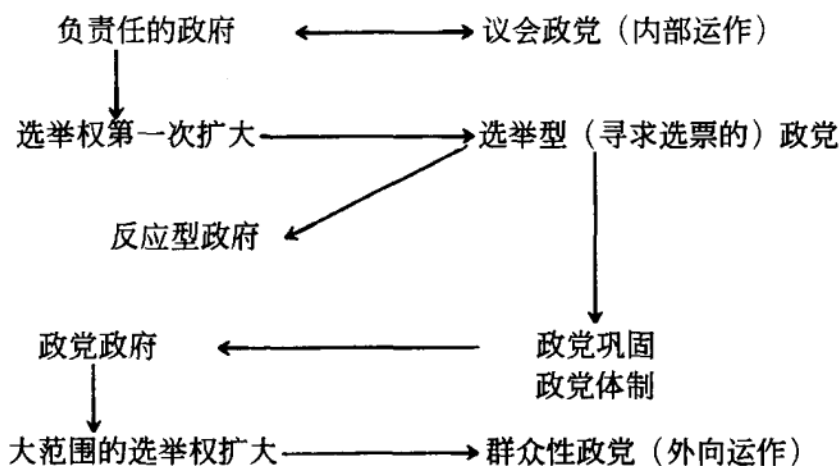 负责任的政府 议会政党（内部运作）
选举权第一次扩大 选举型（寻求选票的）政党
反应型政府
政党政府 政党巩固
政党体制
大范围的选举权扩大 群众性政党（外向运作）